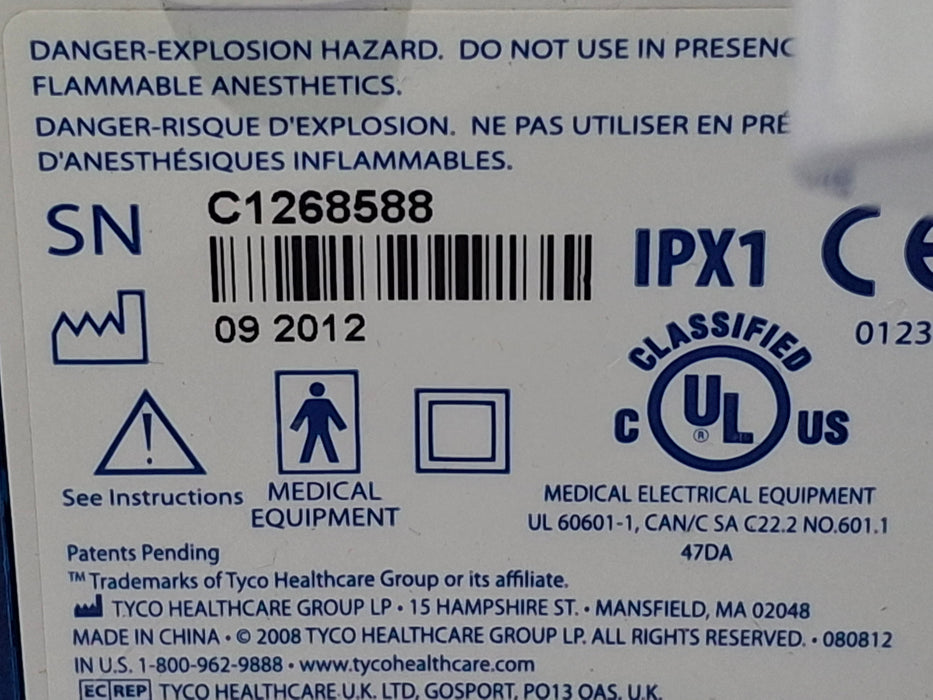 DANGER-EXPLOSION HAZARD. DO NOT USE IN PRESENC
FLAMMABLE ANESTHETICS.
DANGER-RISQUE D'EXPLOSION. NE PAS UTILISER EN PRÉ
D'ANESTHÉSIQUES INFLAMMABLES.
SN C1268588
IPX1 CE
09 2012
0123
CLASSIFIED
C UL ® US
See Instructions
MEDICAL
EQUIPMENT
MEDICAL ELECTRICAL EQUIPMENT
UL 60601-1, CAN/C SA C22.2 NO.601.1
47DA
Patents Pending
™ Trademarks of Tyco Healthcare Group or its affiliate.
TYCO HEALTHCARE GROUP LP • 15 HAMPSHIRE ST. • MANSFIELD, MA 02048
MADE IN CHINA • © 2008 TYCO HEALTHCARE GROUP LP. ALL RIGHTS RESERVED. • 080812
IN U.S. 1-800-962-9888 • www.tycohealthcare.com
EC REP TYCO HEALTHCARE U.K. LTD, GOSPORT, PO13 OAS, U.K.